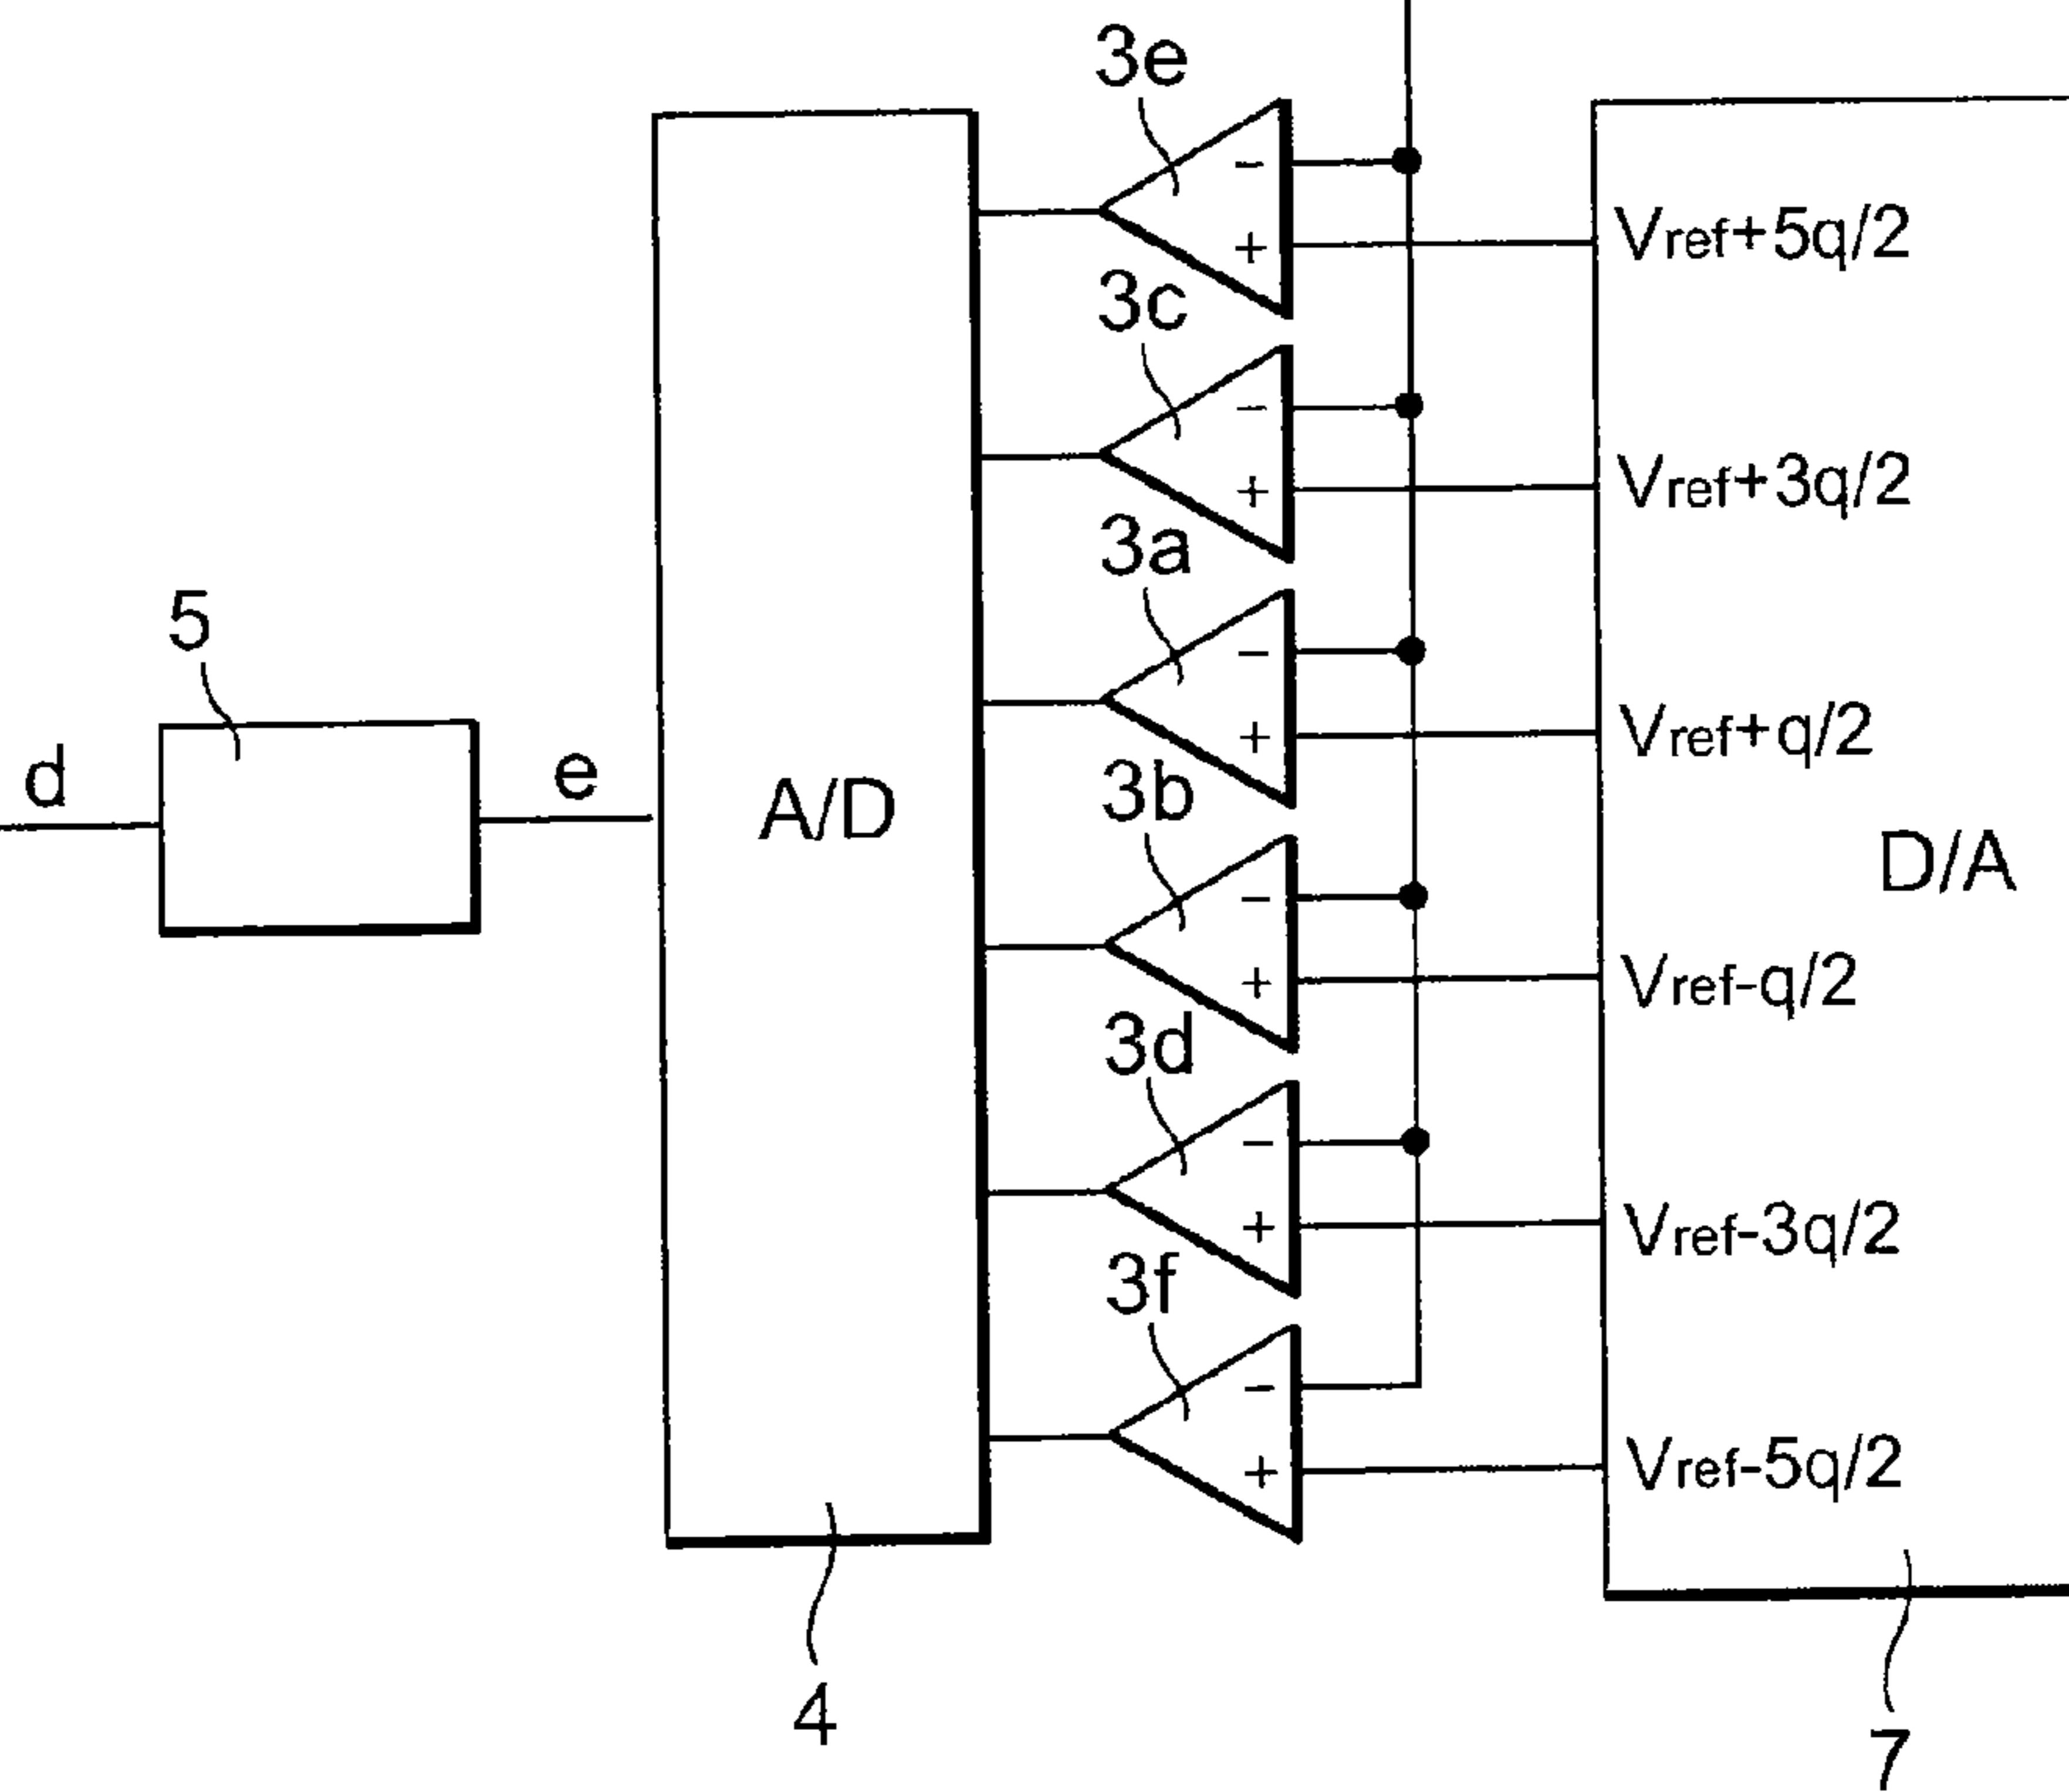 3e
−
+
Vref+5q/2
3c
−
+
Vref+3q/2
3a
−
+
Vref+q/2
5
d
e
A/D
3b
−
+
Vref-q/2
D/A
3d
−
+
Vref-3q/2
3f
−
+
Vref-5q/2
4
7